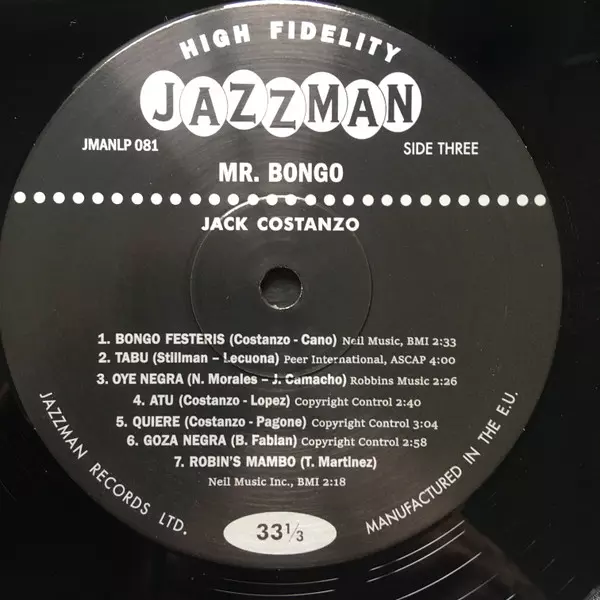 HIGH FIDELITY
JAZZMAN
JMANLP 081
SIDE THREE
MR. BONGO
JACK COSTANZO
1. BONGO FESTERIS (Costanzo - Cano) Neil Music, BMI 2:33
2. TABU (Stillman – Lecuona) Peer International, ASCAP 4:00
3. OYE NEGRA (N. Morales – J. Camacho) Robbins Music 2:26
4. ATU (Costanzo - Lopez) Copyright Control 2:40
5. QUIERE (Costanzo - Pagone) Copyright Control 3:04
6. GOZA NEGRA (B. Fabian) Copyright Control 2:58
7. ROBIN'S MAMBO (T. Martinez)
Neil Music Inc., BMI 2:18
JAZZMAN RECORDS LTD.
MANUFACTURED IN THE E.U.
33 1/3